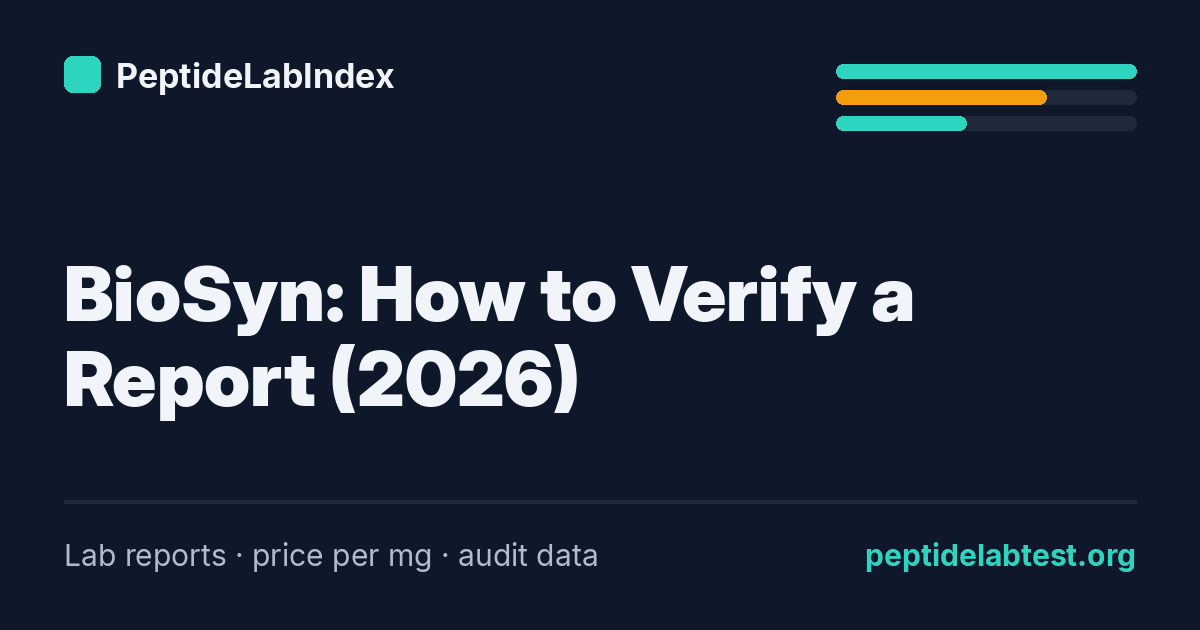 PeptideLabIndex
BioSyn: How to Verify a
Report (2026)
Lab reports · price per mg · audit data
peptidelabtest.org